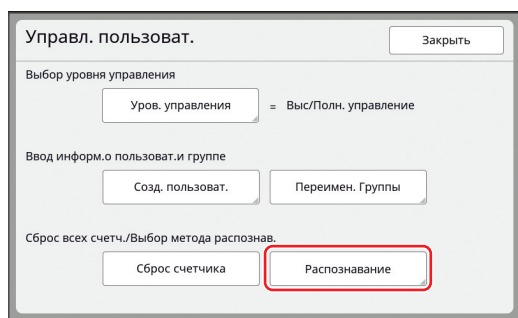 Управл. пользоват.
Закрыть
Выбор уровня управления
Уров. управления = Выс/Полн. управление
Ввод информ.о пользоват.и группе
Созд. пользоват. Переимен. Группы
Сброс всех счетч./Выбор метода распознав.
Сброс счетчика Распознавание